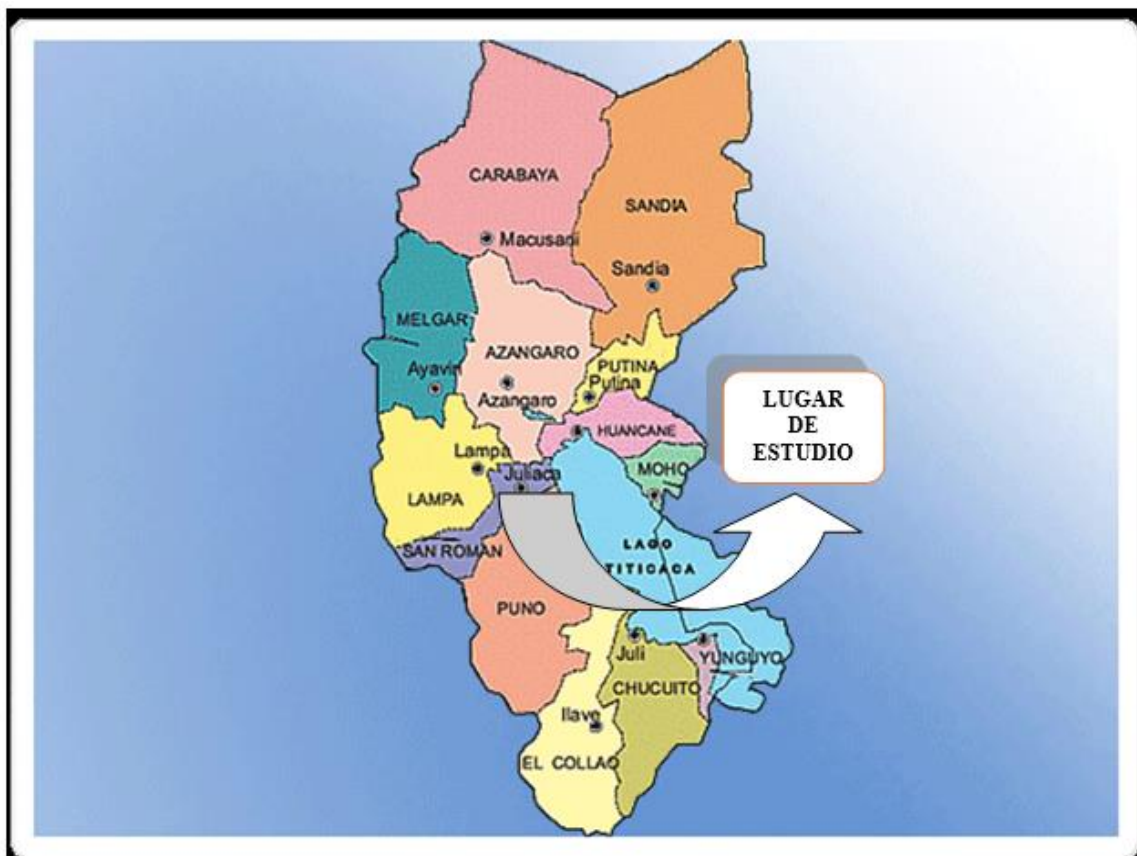 CARABAYA
SANDIA
Macusani
Sandia
MELGAR
AZANGARO
PUTINA
Ayaviri
Azangaro
Putina
LUGAR
DE
ESTUDIO
HUANCANE
Lampa
Juliaca
MOHO
LAMPA
LAGO
SAN ROMAN
TITICACA
PUNO
Juli
YUNGUYO
CHUCUITO
Ilave
EL COLLAO